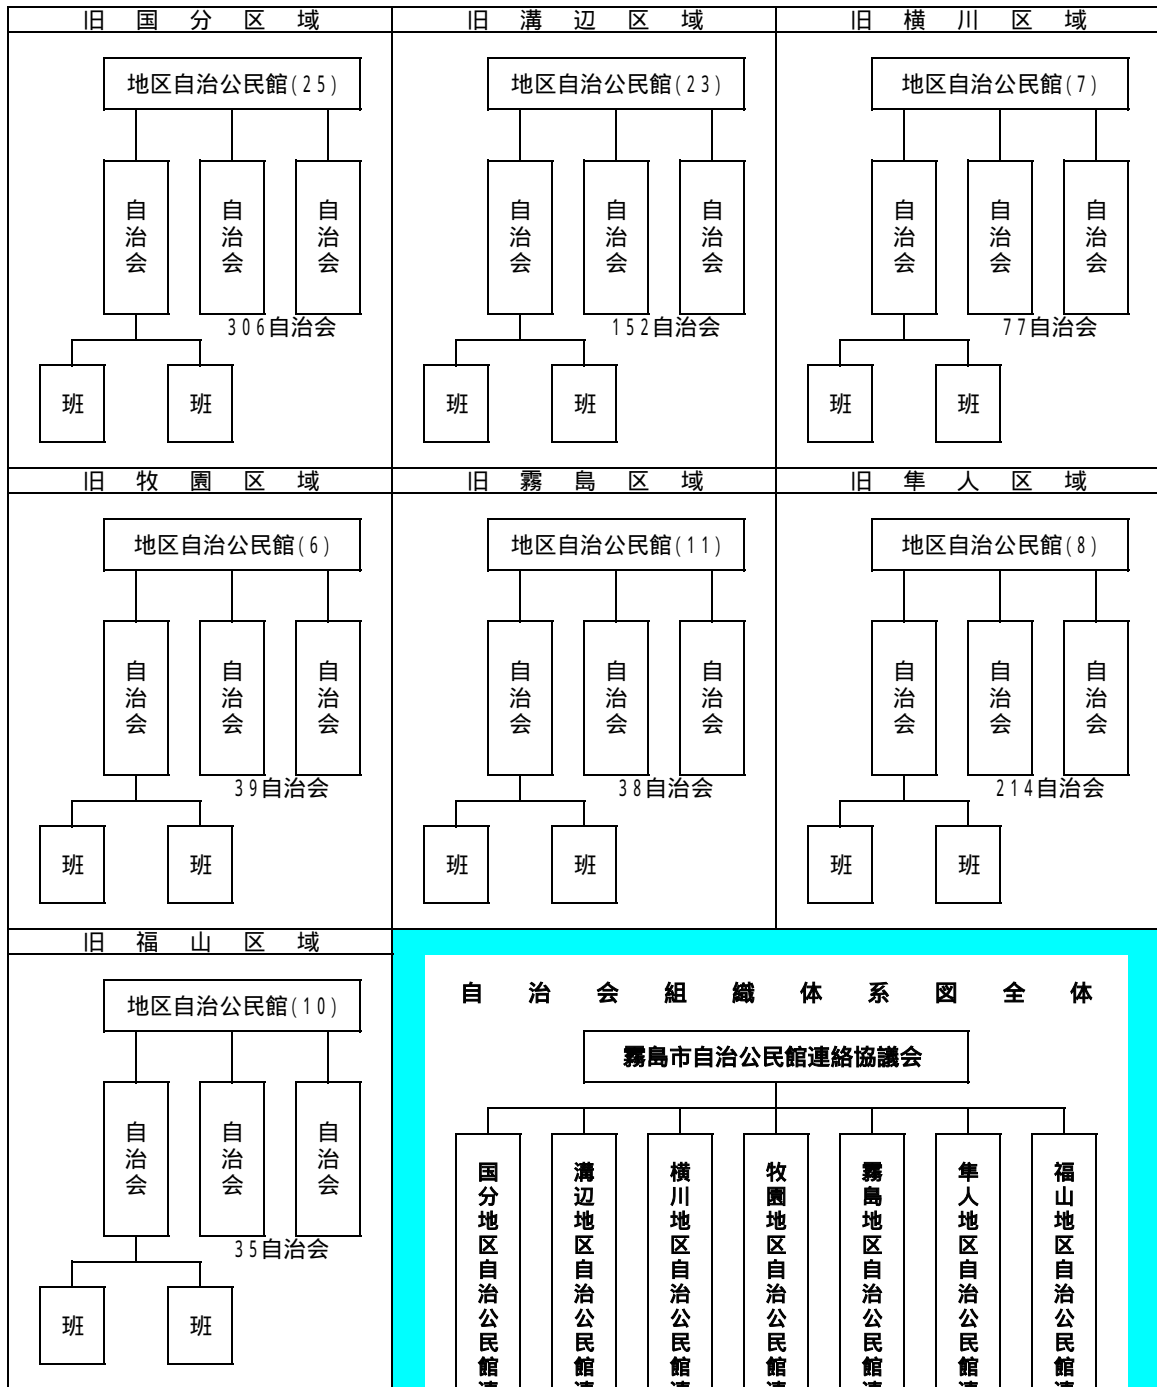 旧国分区域
旧溝辺区域
旧横川区域
地区自治公民館(25)
地区自治公民館(23)
地区自治公民館(7)
自治会
自治会
自治会
自治会
自治会
自治会
自治会
自治会
自治会
306自治会
152自治会
77自治会
班
班
班
班
班
班
旧牧園区域
旧霧島区域
旧隼人区域
地区自治公民館(6)
地区自治公民館(11)
地区自治公民館(8)
自治会
自治会
自治会
自治会
自治会
自治会
自治会
自治会
自治会
39自治会
38自治会
214自治会
班
班
班
班
班
班
旧福山区域
地区自治公民館(10)
自治会
自治会
自治会
35自治会
班
班
自治会組織体系図全体
霧島市自治公民館連絡協議会
国分地区自治公民館連
溝辺地区自治公民館連
横川地区自治公民館連
牧園地区自治公民館連
霧島地区自治公民館連
隼人地区自治公民館連
福山地区自治公民館連